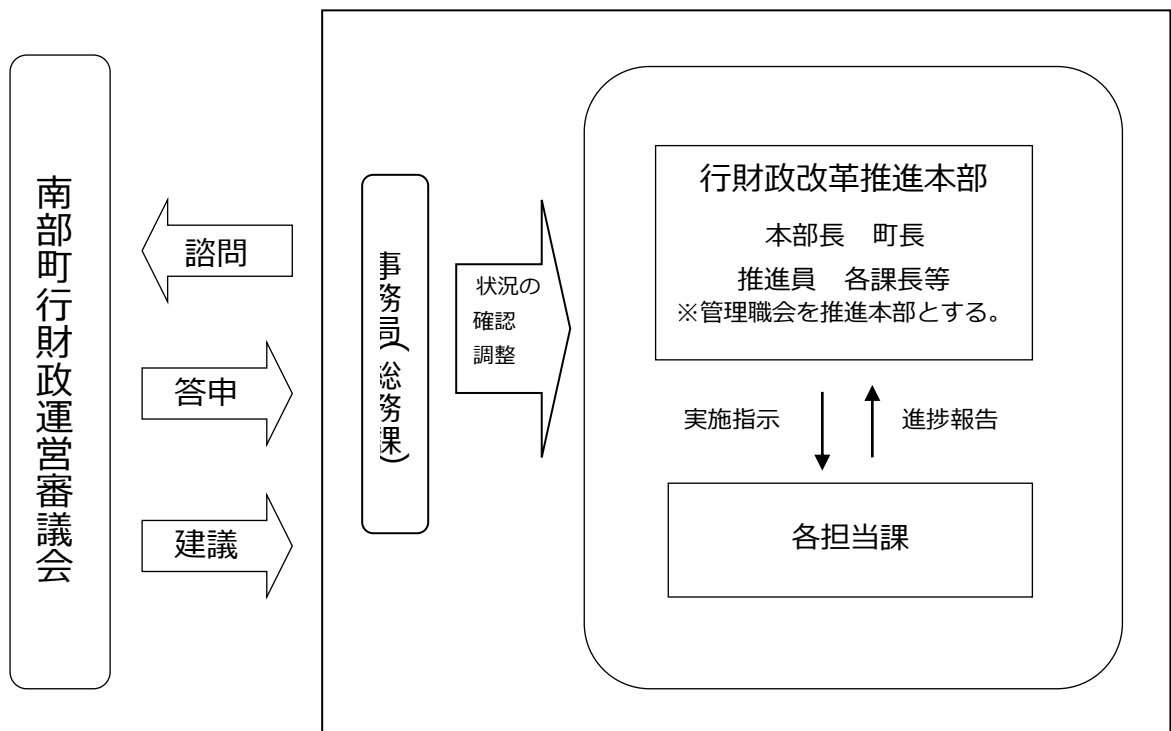 南部町行財政運営審議会
諮問
答申
建議
事務局(総務課)
状況の
確認
調整
行財政改革推進本部
本部長　町長
推進員　各課長等
※管理職会を推進本部とする。
実施指示
進捗報告
各担当課